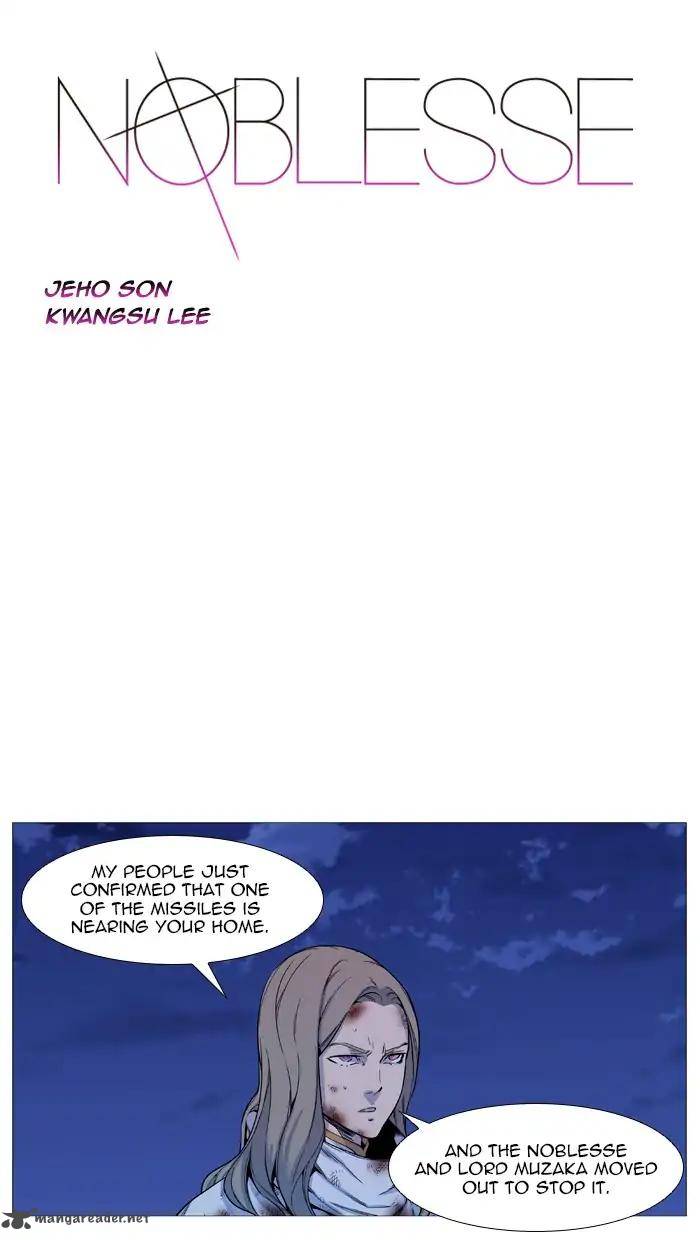 NOBLESSE
JEHO SON
KWANGSU LEE
MY PEOPLE JUST
CONFIRMED THAT ONE
OF THE MISSILES IS
NEARING YOUR HOME.
AND THE NOBLESSE
AND LORD MUZAKA MOVED
OUT TO STOP IT.
mangareader.net